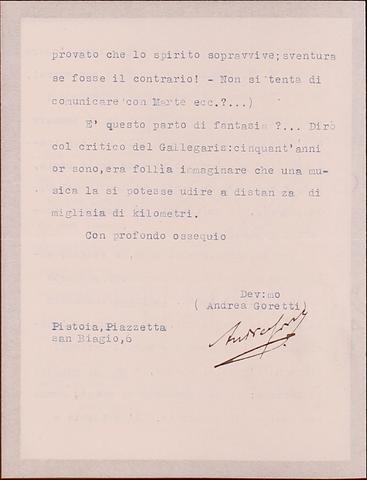 provato che lo spirito sopravvive; sventura
se fosse il contrario! - Non si tenta di
comunicare con Marte ecc.?...)
E' questo parto di fantasia ?... Dirò
col critico del Gallegaris: cinquant'anni
or sono, era follia immaginare che una mu-
sica la si potesse udire a distan za di
migliaia di kilometri.
Con profondo ossequio
Dev:mo
( Andrea Goretti)
Pistoia, Piazzetta
san Biagio, 6